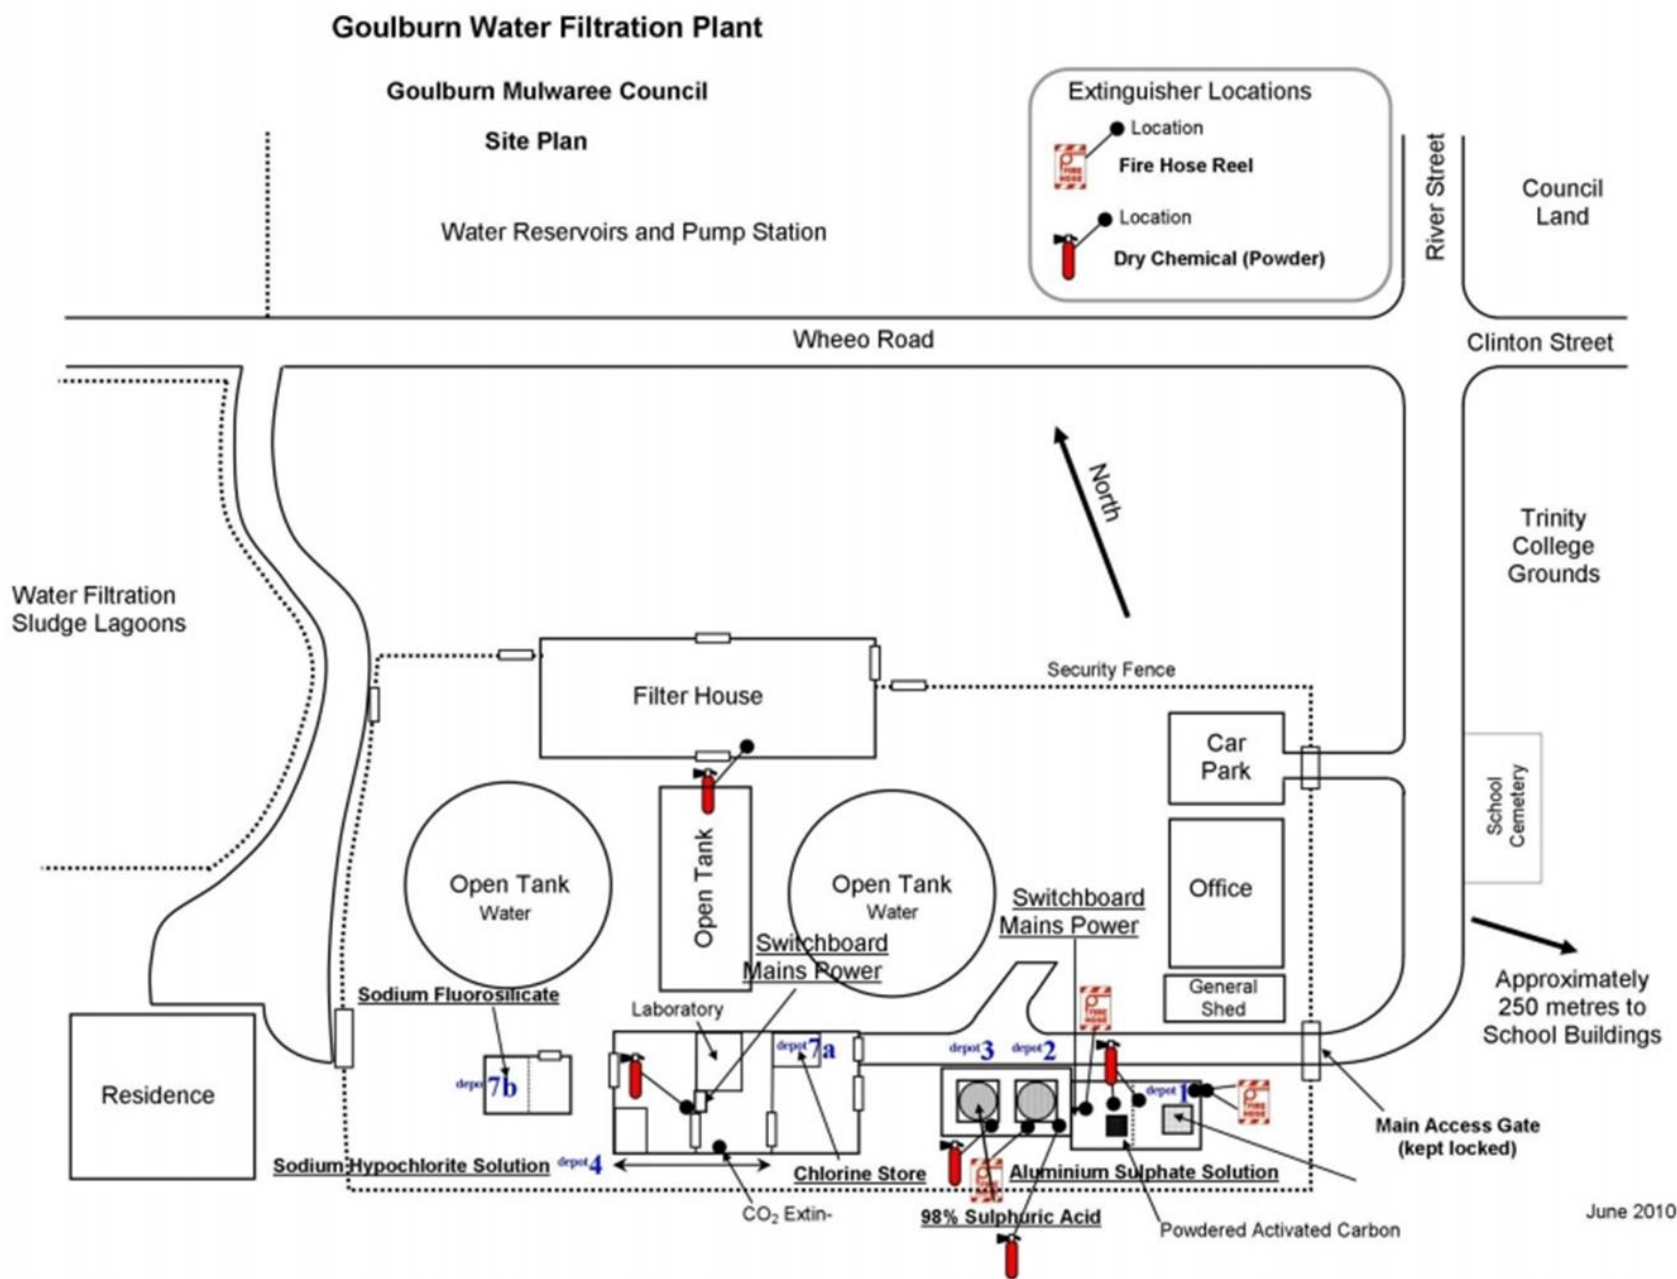 Goulburn Water Filtration Plant
Goulburn Mulwaree Council
Site Plan
Extinguisher Locations
Location
Fire Hose Reel
Location
Dry Chemical (Powder)
River Street
Council
Land
Water Reservoirs and Pump Station
Wheeo Road
Clinton Street
North
Trinity
College
Grounds
Water Filtration
Sludge Lagoons
Security Fence
Filter House
Car
Park
School
Cemetery
Open Tank
Water
Open Tank
Open Tank
Water
Office
Switchboard
Mains Power
Switchboard
Mains Power
General
Shed
Approximately
250 metres to
School Buildings
Sodium Fluorosilicate
Laboratory
depot 7a
depot 3
depot 2
depo 7b
depot 1
Residence
Main Access Gate
(kept locked)
Sodium Hypochlorite Solution
depot 4
Chlorine Store
Aluminium Sulphate Solution
CO2 Extin-
98% Sulphuric Acid
Powdered Activated Carbon
June 2010